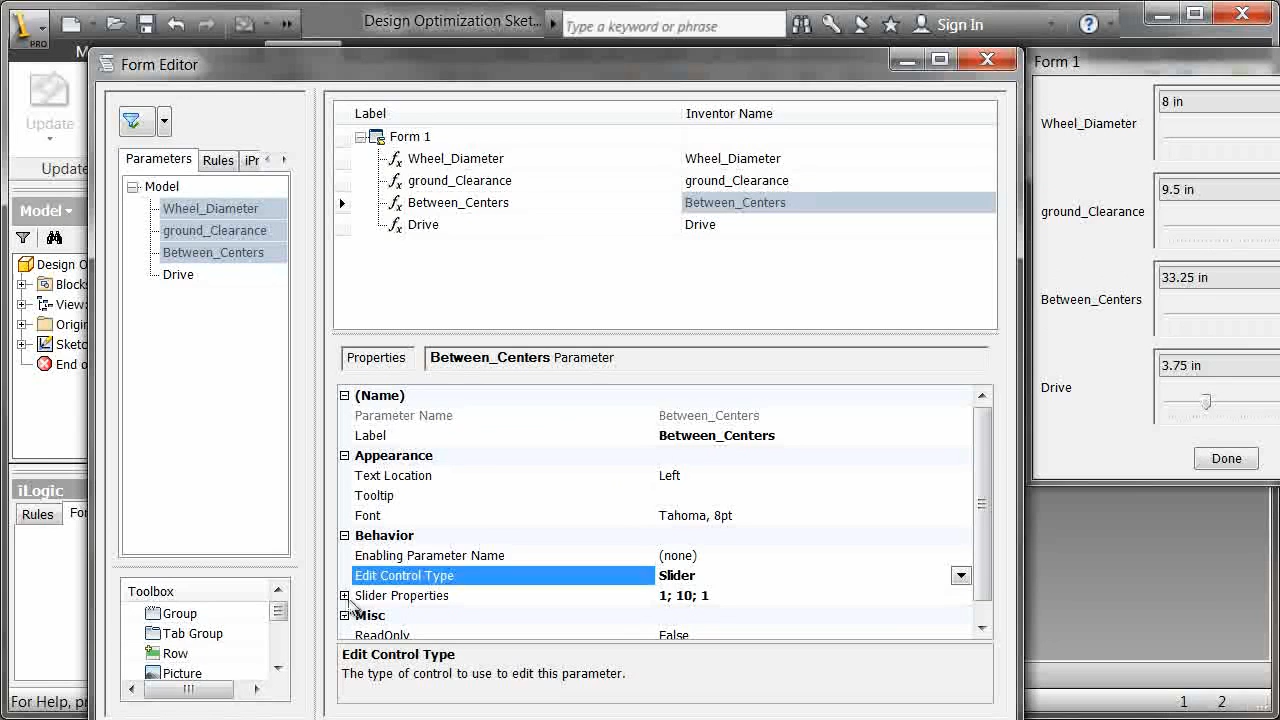 PRO
Design Optimization Sket...
Type a keyword or phrase
Sign In
Update
Update
Model
Design O
Block
View:
Origin
Sketc
End o
iLogic
Rules
For
For Help, pr
Form Editor
Parameters
Rules
iPr
Model
Wheel_Diameter
ground_Clearance
Between_Centers
Drive
Toolbox
Group
Tab Group
Row
Picture
Label Inventor Name
Form 1
Wheel_Diameter Wheel_Diameter
ground_Clearance ground_Clearance
Between_Centers Between_Centers
Drive Drive
Properties Between_Centers Parameter
(Name)
Parameter Name Between_Centers
Label Between_Centers
Appearance
Text Location Left
Tooltip
Font Tahoma, 8pt
Behavior
Enabling Parameter Name (none)
Edit Control Type Slider
Slider Properties 1; 10; 1
Misc
ReadOnly False
Edit Control Type
The type of control to use to edit this parameter.
Form 1
Wheel_Diameter 8 in
ground_Clearance 9.5 in
Between_Centers 33.25 in
Drive 3.75 in
Done
1 2